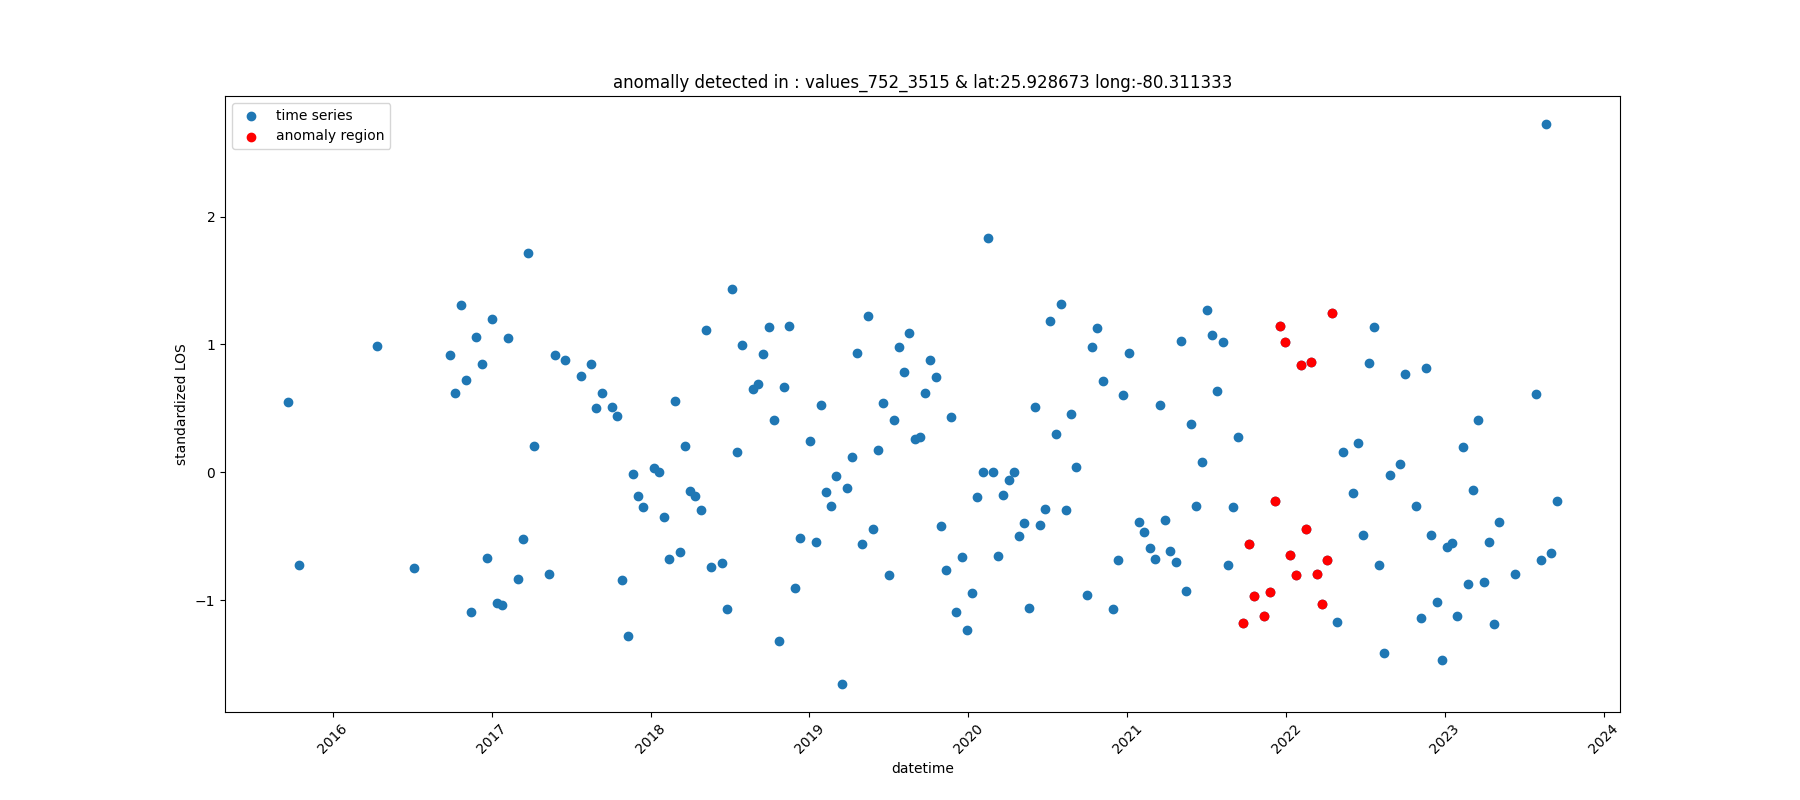 anomally detected in : values_752_3515 & lat:25.928673 long:-80.311333
time series
anomaly region
standardized LOS
2
1
0
−1
2016
2017
2018
2019
2020
2021
2022
2023
2024
datetime